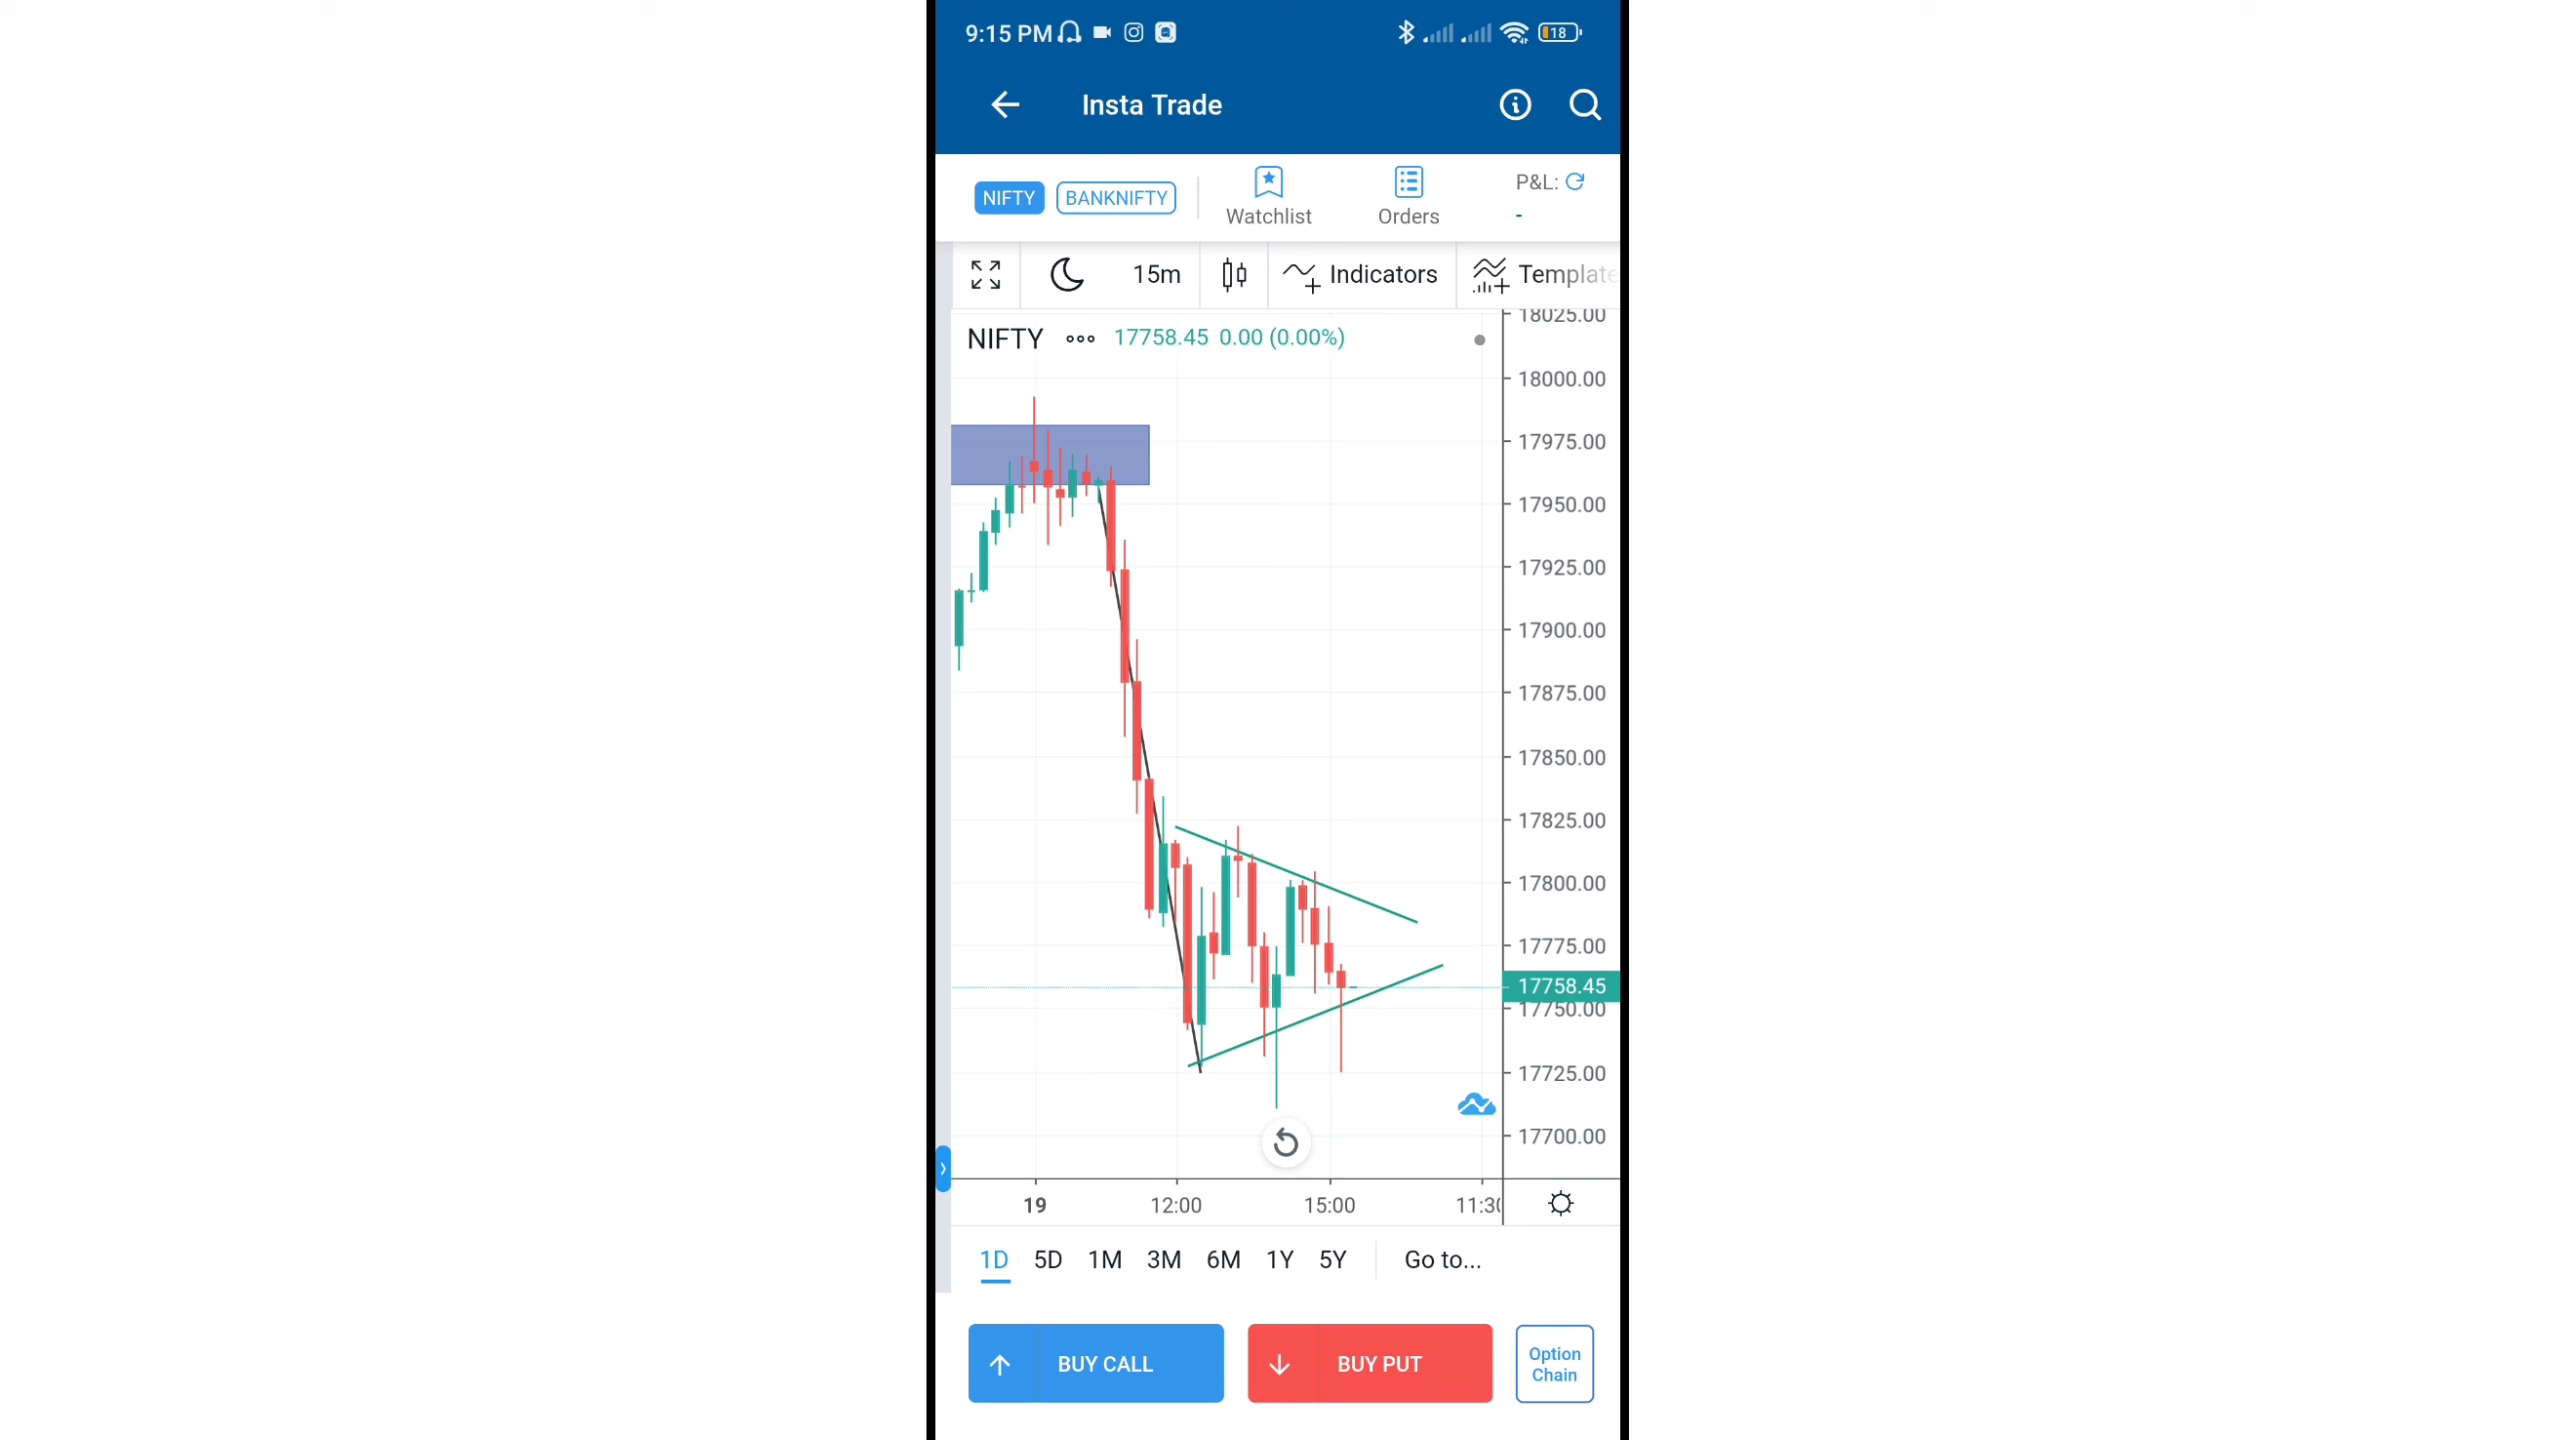 9:15 PM 18
Insta Trade
NIFTY BANKNIFTY Watchlist Orders P&L:
-
15m Indicators Template
NIFTY 17758.45 0.00 (0.00%)
18025.00
18000.00
17975.00
17950.00
17925.00
17900.00
17875.00
17850.00
17825.00
17800.00
17775.00
17758.45
17750.00
17725.00
17700.00
19 12:00 15:00 11:30
1D 5D 1M 3M 6M 1Y 5Y Go to...
BUY CALL BUY PUT Option
Chain